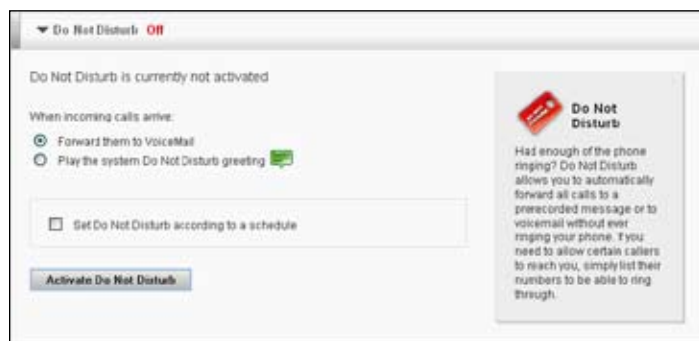 Do Not Disturb Off
Do Not Disturb is currently not activated
When incoming calls arrive:
Forward them to VoiceMail
Play the system Do Not Disturb greeting
Set Do Not Disturb according to a schedule
Activate Do Not Disturb
Do Not
Disturb
Had enough of the phone
ringing? Do Not Disturb
allows you to automatically
forward all calls to a
prerecorded message or to
voicemail without ever
ringing your phone. If you
need to allow certain callers
to reach you, simply list their
numbers to be able to ring
through.